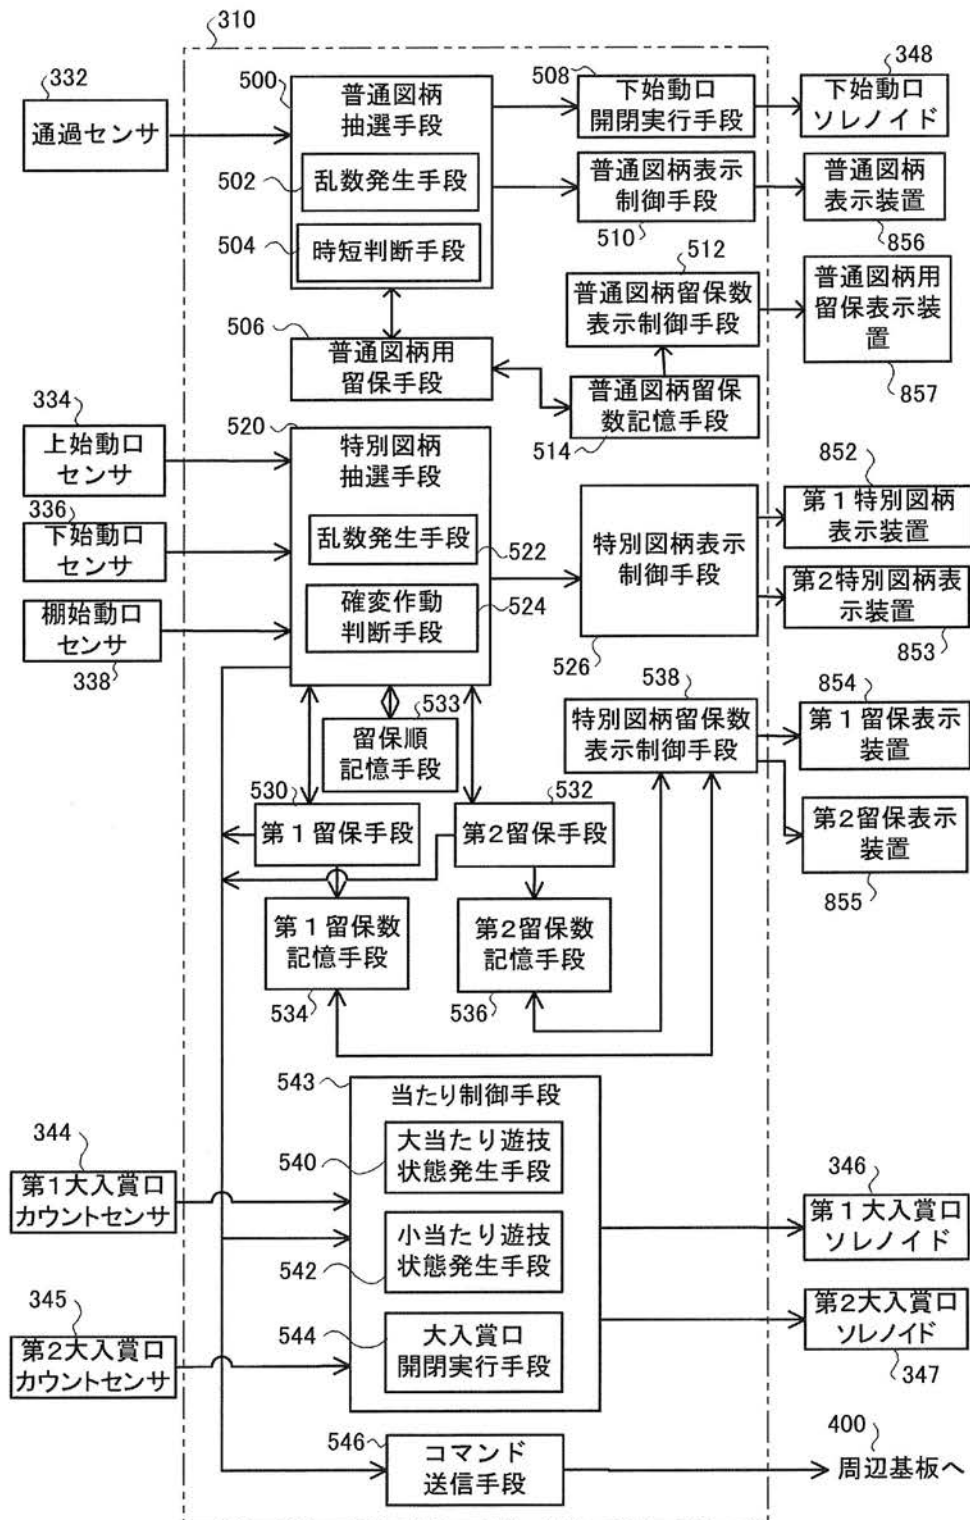 310
332
通過センサ
500
普通図柄
抽選手段
502
乱数発生手段
504
時短判断手段
508
下始動口
開閉実行手段
348
下始動口
ソレノイド
普通図柄表示
制御手段
510
普通図柄
表示装置
856
512
普通図柄留保数
表示制御手段
普通図柄用
留保表示装
置
857
506
普通図柄用
留保手段
普通図柄留保
数記憶手段
514
334
上始動口
センサ
336
下始動口
センサ
棚始動口
センサ
338
520
特別図柄
抽選手段
乱数発生手段
522
確変作動
判断手段
524
特別図柄表示
制御手段
526
852
第1特別図柄
表示装置
第2特別図柄表
示装置
853
533
留保順
記憶手段
538
特別図柄留保数
表示制御手段
854
第1留保表示
装置
第2留保表示
装置
855
530
第1留保手段
532
第2留保手段
第1留保数
記憶手段
534
第2留保数
記憶手段
536
543
当たり制御手段
大当たり遊技
状態発生手段
540
小当たり遊技
状態発生手段
542
544
大入賞口
開閉実行手段
344
第1大入賞口
カウントセンサ
345
第2大入賞口
カウントセンサ
346
第1大入賞口
ソレノイド
第2大入賞口
ソレノイド
347
546
コマンド
送信手段
400
周辺基板へ